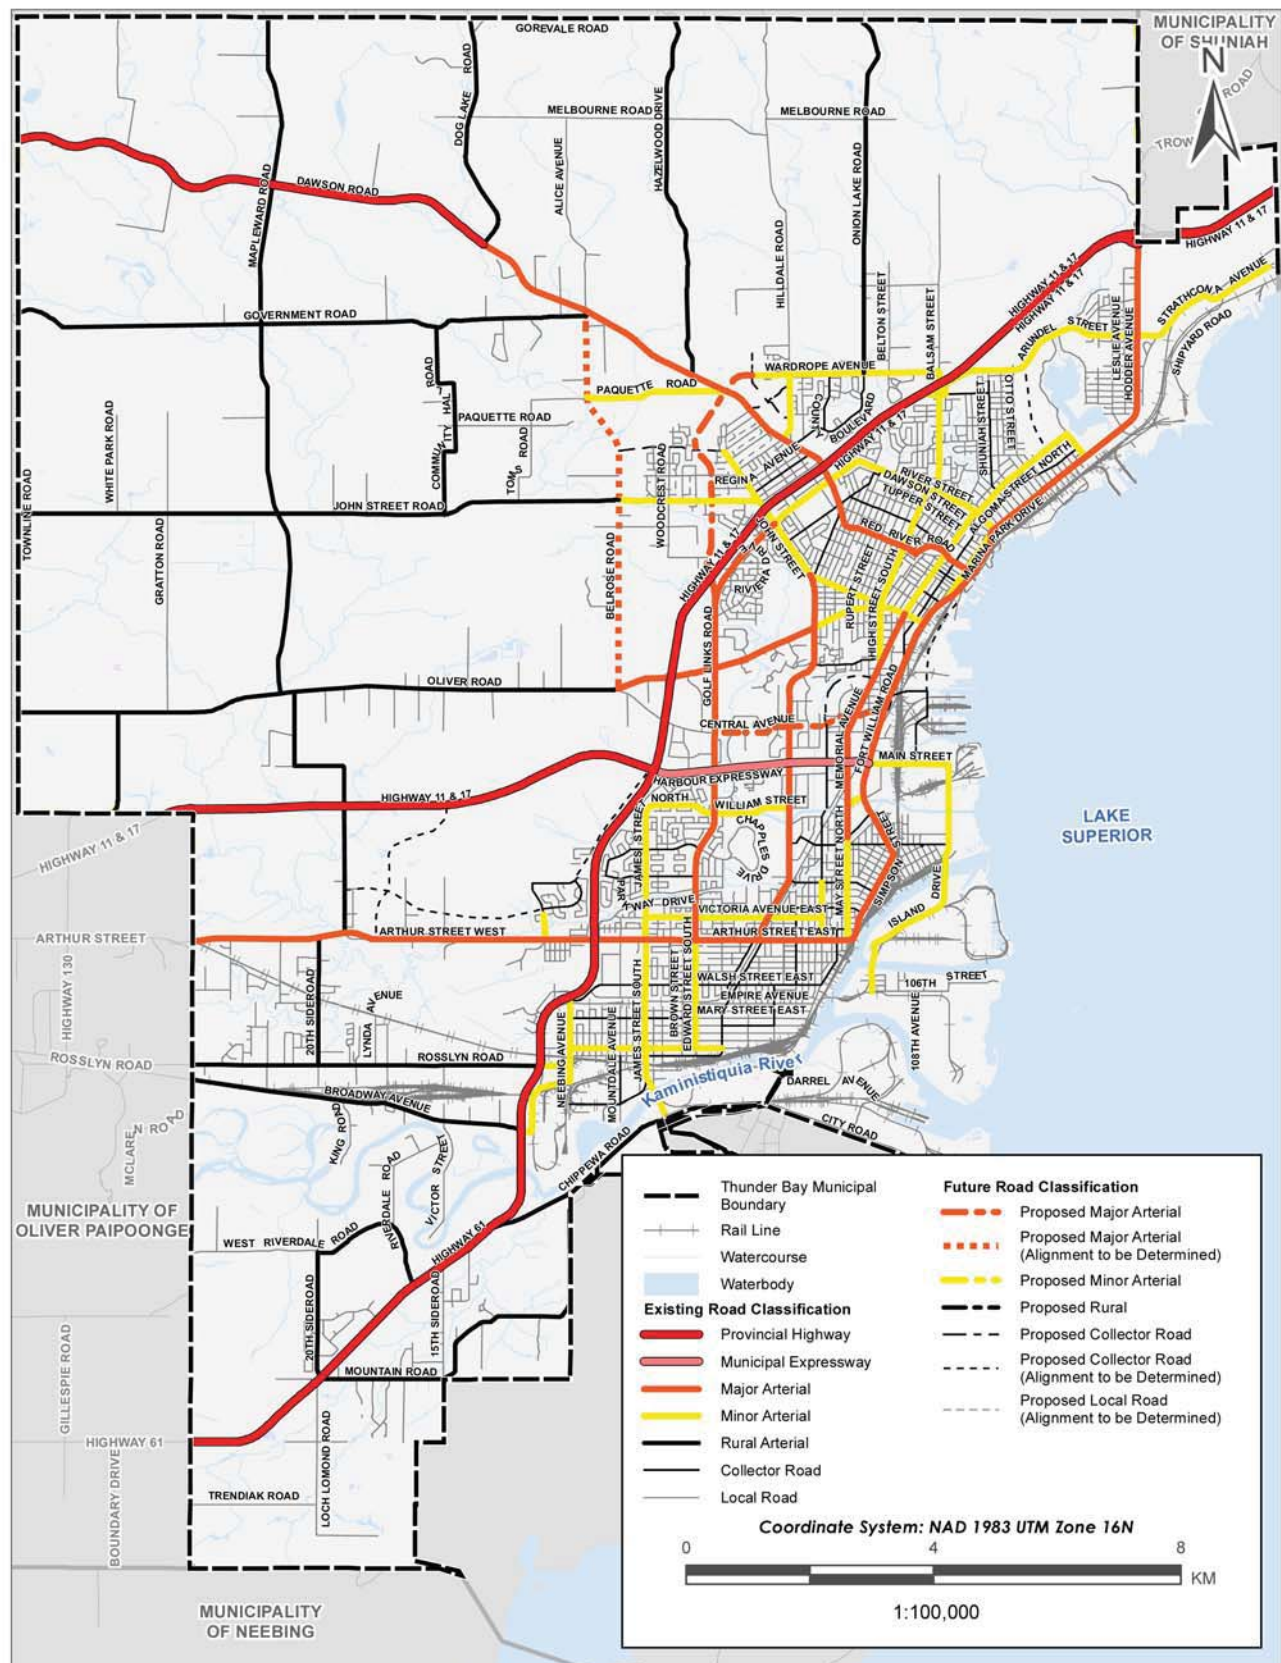 MUNICIPALITY
OF SHUNIAH
N
TROW
ROAD
GOREVALE ROAD
DOG LAKE ROAD
MELBOURNE ROAD
MELBOURNE ROAD
HAZELWOOD DRIVE
ALICE AVENUE
ONION LAKE ROAD
DAWSON ROAD
MAPLEWARD ROAD
HILLDALE ROAD
HIGHWAY 11 & 17
HIGHWAY 11 & 17
HIGHWAY 11 & 17
STRATHCONA AVENUE
SHIPYARD ROAD
GOVERNMENT ROAD
BELTON STREET
BALSAM STREET
ARUNDEL STREET
LESLIE AVENUE
HODDER AVENUE
WARDROPE AVENUE
PAQUETTE ROAD
PAQUETTE ROAD
COMMUNITY HALL ROAD
WHITE PARK ROAD
TOMS ROAD
COUNTY BOULEVARD
HIGHWAY 11 & 17
SHUNIAH STREET
OTTO STREET
REGINA AVENUE
WOODCREST ROAD
RIVER STREET
DAWSON STREET
TUPPER STREET
ALGOMA STREET NORTH
MARINA PARK DRIVE
JOHN STREET ROAD
TOWNLINE ROAD
GRATTON ROAD
BELROSE ROAD
HIGHWAY 11 & 17
JOHN STREET
RIVIERA DRIVE
RED RIVER ROAD
RUPERT STREET
HIGH STREET SOUTH
OLIVER ROAD
GOLF LINKS ROAD
CENTRAL AVENUE
MEMORIAL AVENUE
FORT WILLIAM ROAD
MAIN STREET
HARBOUR EXPRESSWAY
HIGHWAY 11 & 17
HIGHWAY 11 & 17
LAKE
SUPERIOR
NORTH
WILLIAM STREET
JAMES STREET
CHAPPLES DRIVE
MAY STREET NORTH
SIMPSON STREET
PARKWAY DRIVE
VICTORIA AVENUE EAST
ISLAND DRIVE
ARTHUR STREET
ARTHUR STREET WEST
ARTHUR STREET EAST
HIGHWAY 130
20TH SIDEROAD
LYNDA AVENUE
WALSH STREET EAST
EMPIRE AVENUE
MARY STREET EAST
BROWN STREET
EDWARD STREET SOUTH
JAMES STREET SOUTH
MOUNTDALE AVENUE
NEEBING AVENUE
106TH STREET
108TH AVENUE
ROSSLYN ROAD
ROSSLYN ROAD
Kaministiquia River
DARREL AVENUE
CITY ROAD
BROADWAY AVENUE
KING ROAD
MCLAREN ROAD
RIVERDALE ROAD
VICTOR STREET
CHIPPEWA ROAD
MUNICIPALITY OF
OLIVER PAIPOONGE
WEST RIVERDALE ROAD
HIGHWAY 61
20TH SIDEROAD
15TH SIDEROAD
MOUNTAIN ROAD
GILLESPIE ROAD
HIGHWAY 61
BOUNDARY DRIVE
LOCH LOMOND ROAD
TRENDIAK ROAD
MUNICIPALITY
OF NEEBING
Thunder Bay Municipal
Boundary
Rail Line
Watercourse
Waterbody
Existing Road Classification
Provincial Highway
Municipal Expressway
Major Arterial
Minor Arterial
Rural Arterial
Collector Road
Local Road
Future Road Classification
Proposed Major Arterial
Proposed Major Arterial
(Alignment to be Determined)
Proposed Minor Arterial
Proposed Rural
Proposed Collector Road
Proposed Collector Road
(Alignment to be Determined)
Proposed Local Road
(Alignment to be Determined)
Coordinate System: NAD 1983 UTM Zone 16N
0 4 8
KM
1:100,000